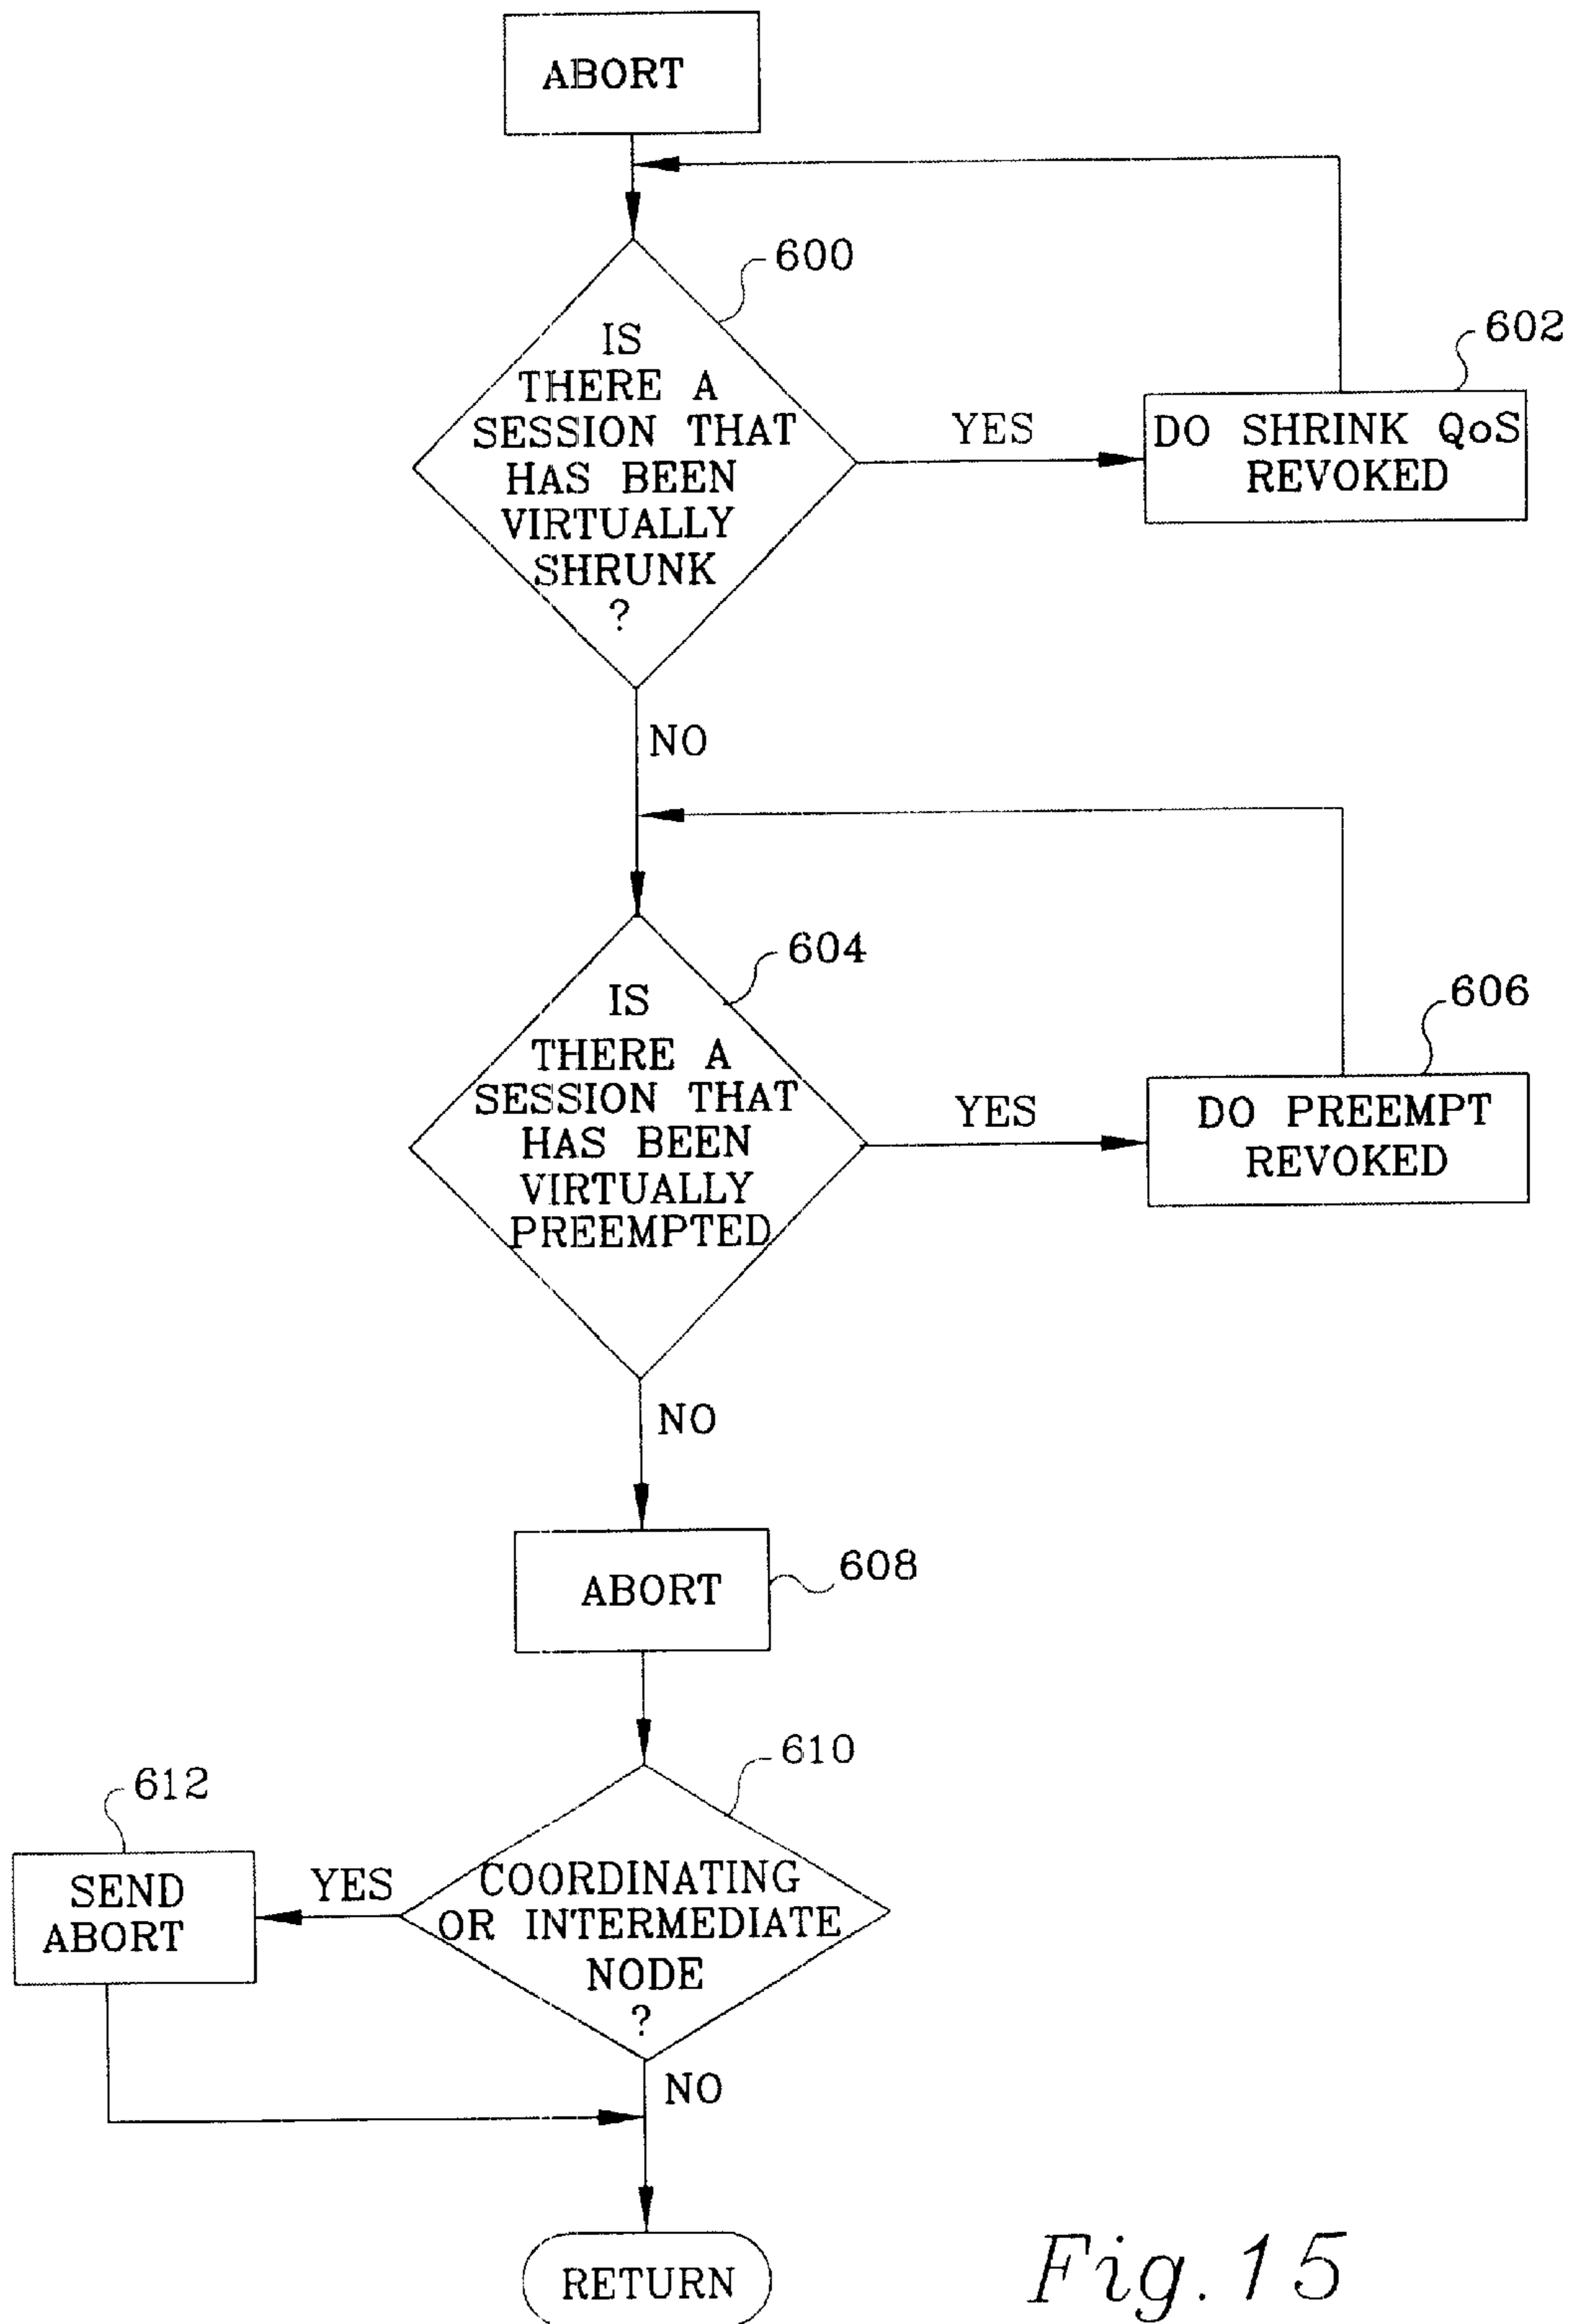 ABORT
600
IS
THERE A
SESSION THAT
HAS BEEN
VIRTUALLY
SHRUNK
?
YES
602
DO SHRINK QoS
REVOKED
NO
604
IS
THERE A
SESSION THAT
HAS BEEN
VIRTUALLY
PREEMPTED
YES
606
DO PREEMPT
REVOKED
NO
ABORT
608
610
COORDINATING
OR INTERMEDIATE
NODE
?
YES
612
SEND
ABORT
NO
RETURN
Fig. 15